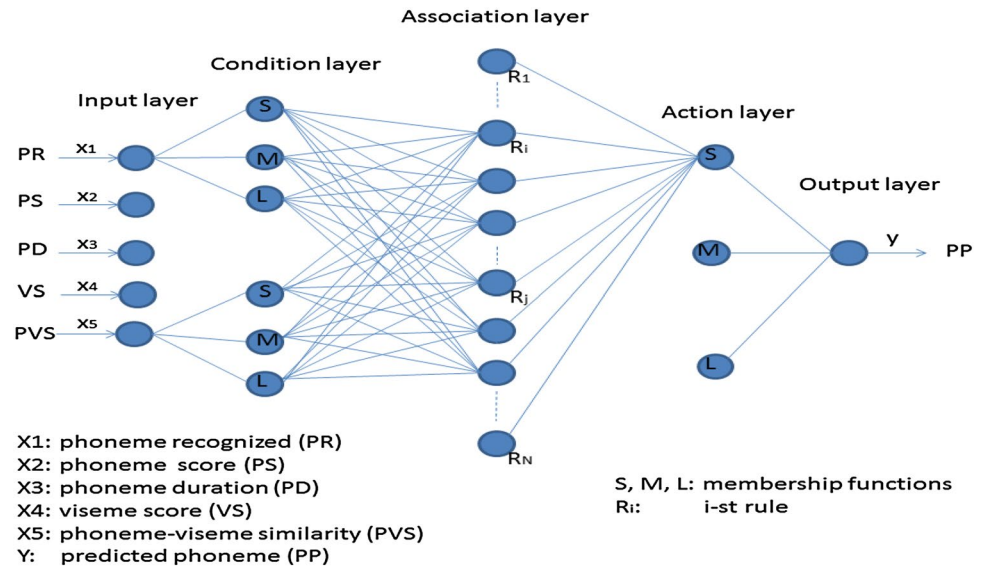 Association layer
Condition layer
Input layer
Action layer
Output layer
PR X1
PS X2
PD X3
VS X4
PVS X5
S
M
L
S
M
L
R1
Ri
Rj
RN
S
M
L
y PP
X1: phoneme recognized (PR)
X2: phoneme score (PS)
X3: phoneme duration (PD)
X4: viseme score (VS)
X5: phoneme-viseme similarity (PVS)
Y: predicted phoneme (PP)
S, M, L: membership functions
Ri: i-st rule